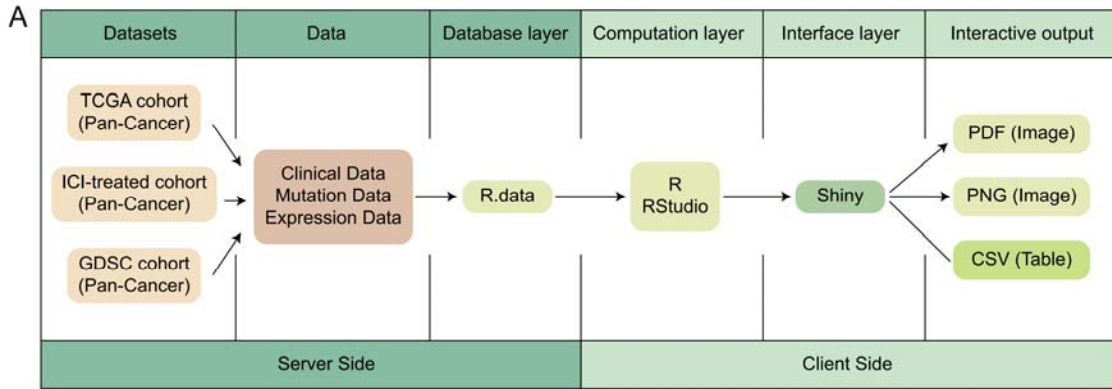 A
Datasets
Data
Database layer
Computation layer
Interface layer
Interactive output
TCGA cohort
(Pan-Cancer)
ICI-treated cohort
(Pan-Cancer)
GDSC cohort
(Pan-Cancer)
Clinical Data
Mutation Data
Expression Data
R.data
R
RStudio
Shiny
PDF (Image)
PNG (Image)
CSV (Table)
Server Side
Client Side